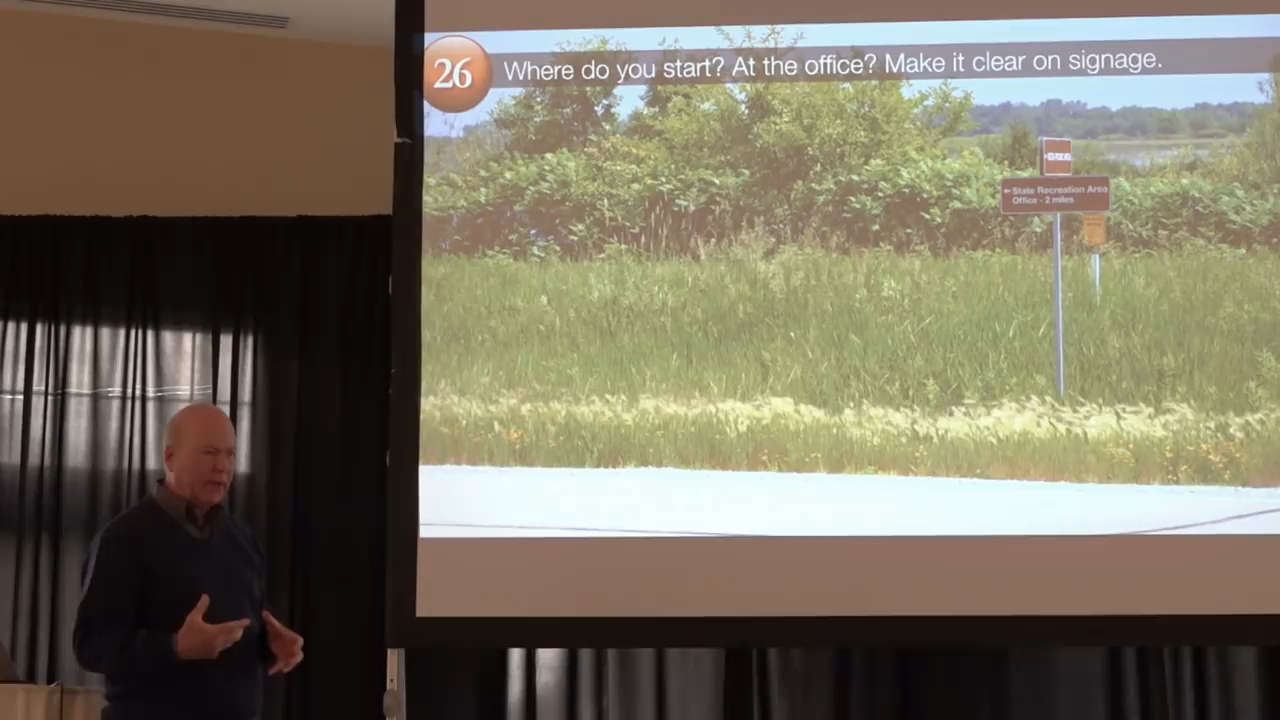 26
Where do you start? At the office? Make it clear on signage.
← State Recreation Area
Office - 2 miles